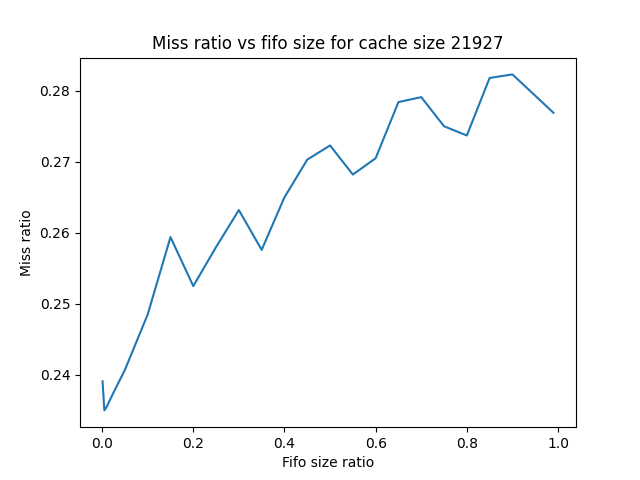 Miss ratio vs fifo size for cache size 21927
0.28
0.27
0.26
0.25
0.24
Miss ratio
0.0 0.2 0.4 0.6 0.8 1.0
Fifo size ratio